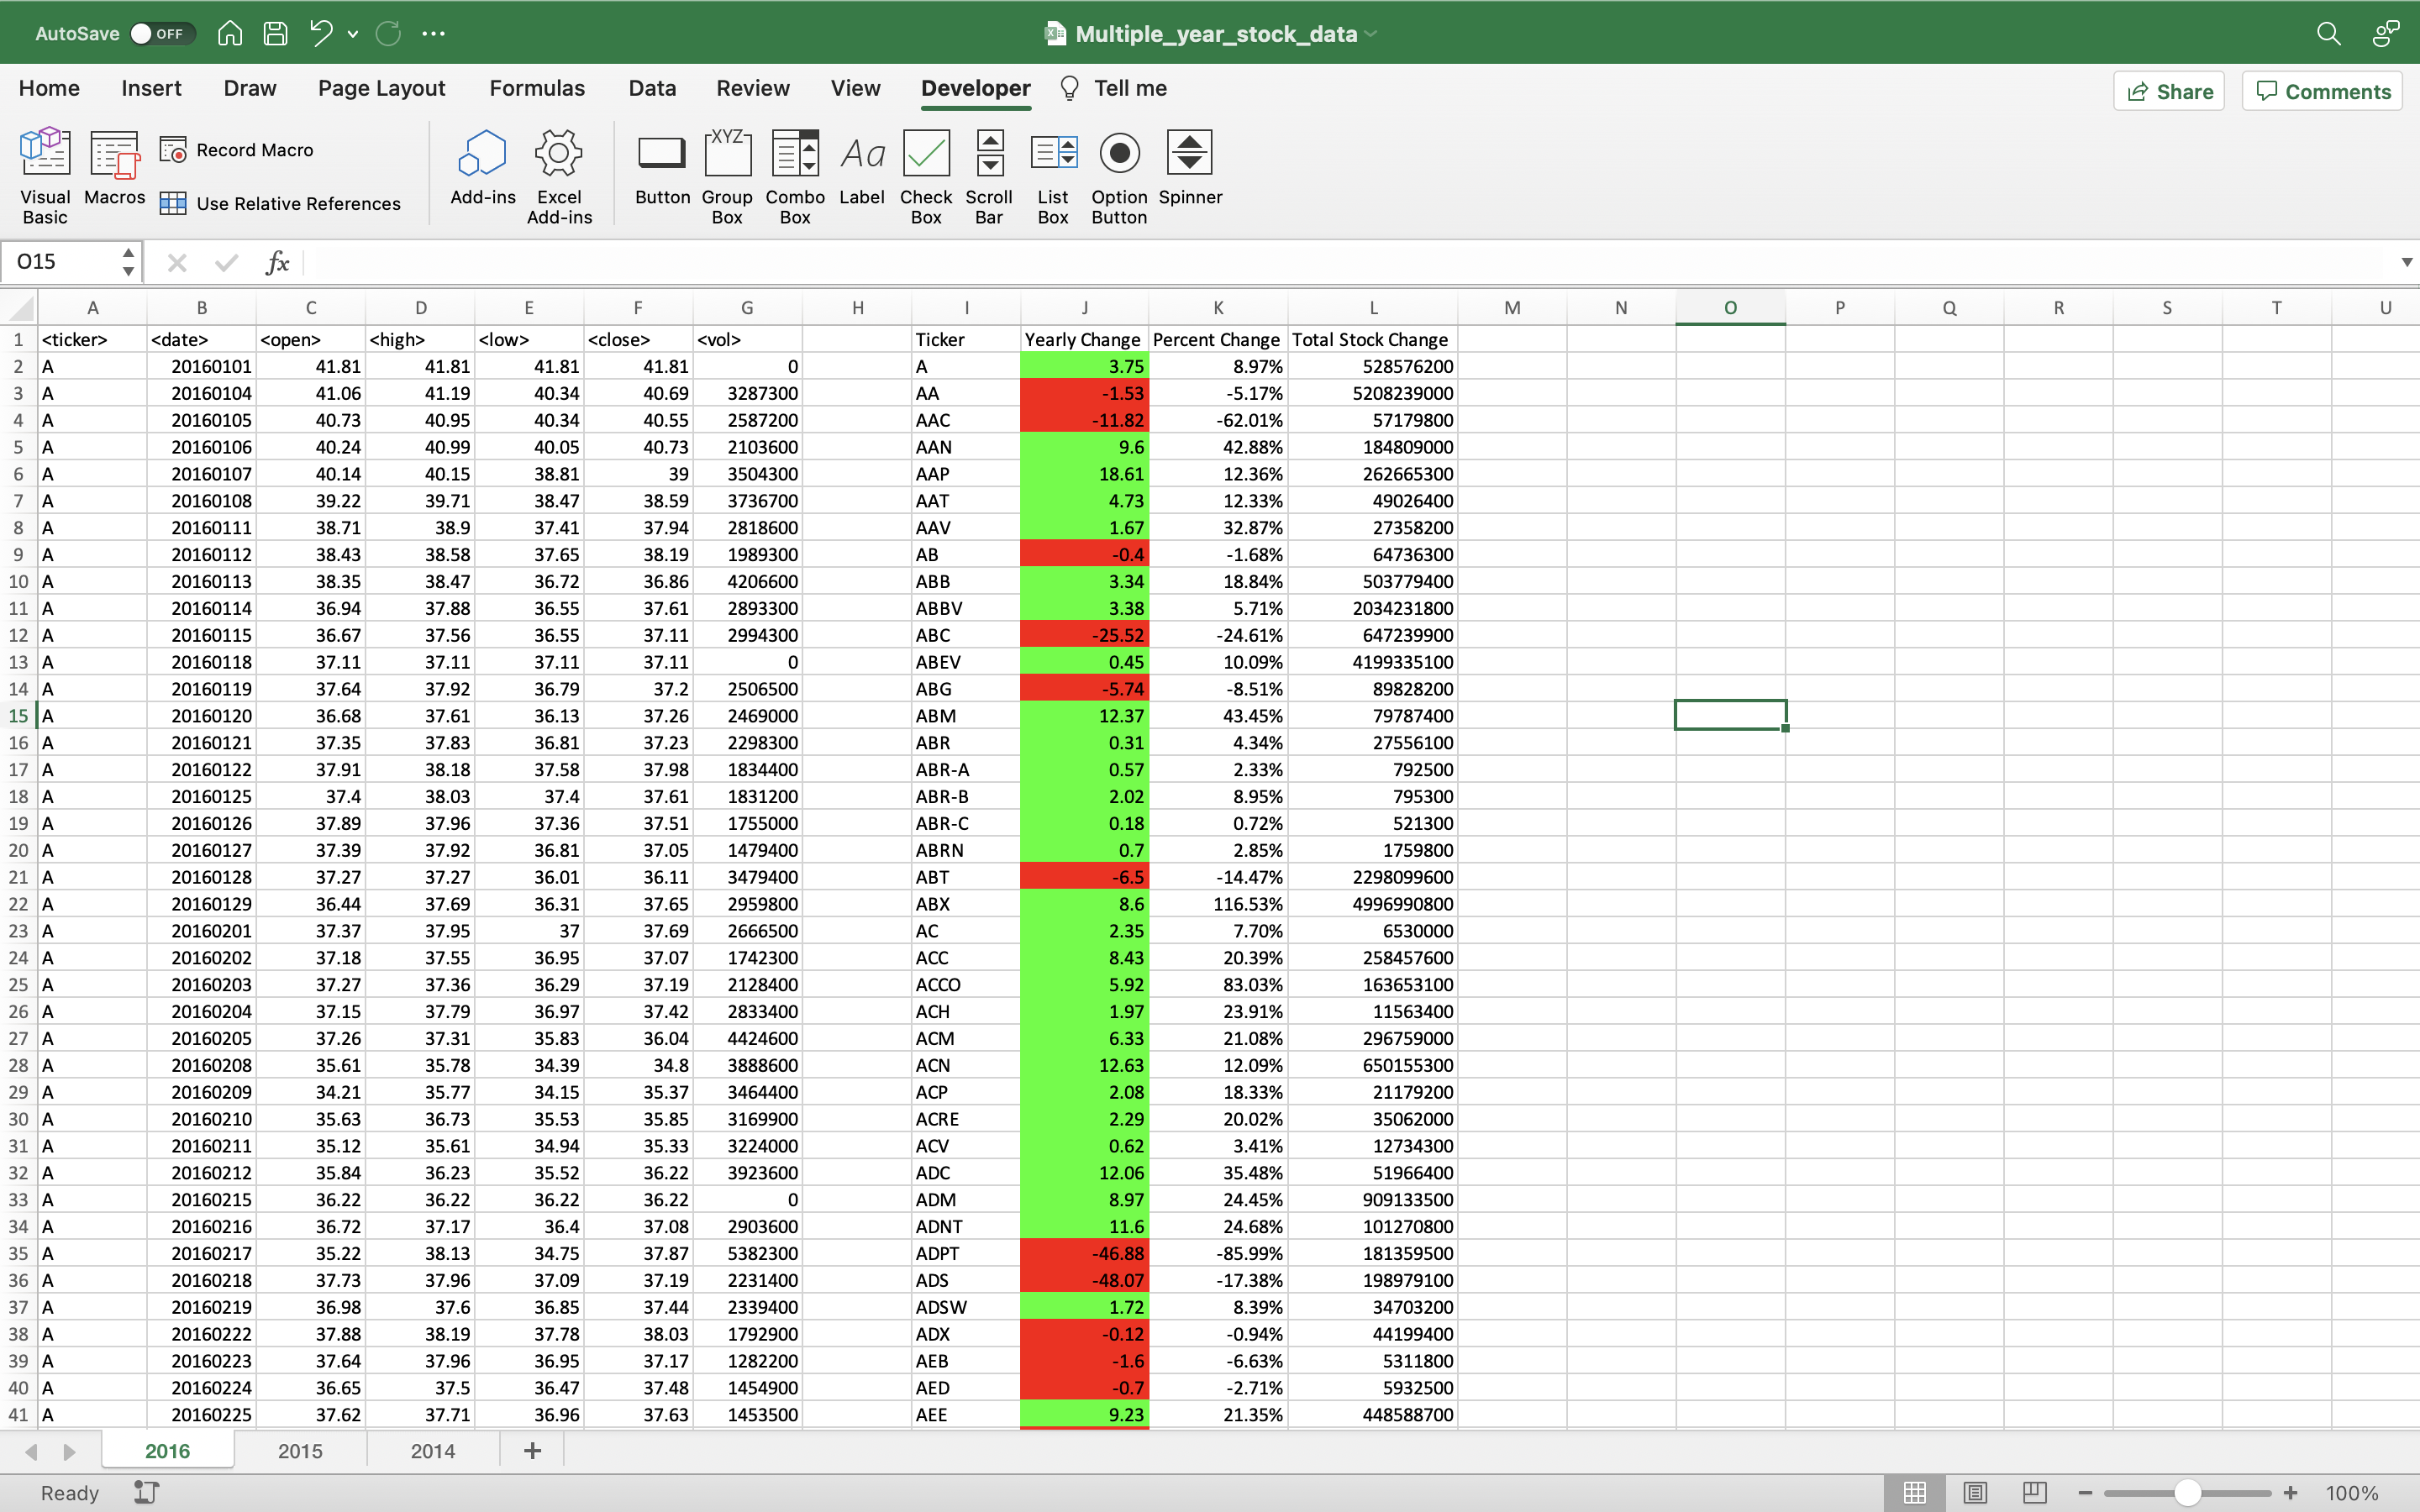 AutoSave OFF Multiple_year_stock_data
Home Insert Draw Page Layout Formulas Data Review View Developer Tell me Share Comments
Visual Basic Macros Record Macro Use Relative References Add-ins Excel Add-ins Button Group Box Combo Box Label Check Box Scroll Bar List Box Option Button Spinner
XYZ Aa
O15 fx
A B C D E F G H I J K L M N O P Q R S T U
1 <ticker> <date> <open> <high> <low> <close> <vol> Ticker Yearly Change Percent Change Total Stock Change
2 A 20160101 41.81 41.81 41.81 41.81 0 A 3.75 8.97% 528576200
3 A 20160104 41.06 41.19 40.34 40.69 3287300 AA -1.53 -5.17% 5208239000
4 A 20160105 40.73 40.95 40.34 40.55 2587200 AAC -11.82 -62.01% 57179800
5 A 20160106 40.24 40.99 40.05 40.73 2103600 AAN 9.6 42.88% 184809000
6 A 20160107 40.14 40.15 38.81 39 3504300 AAP 18.61 12.36% 262665300
7 A 20160108 39.22 39.71 38.47 38.59 3736700 AAT 4.73 12.33% 49026400
8 A 20160111 38.71 38.9 37.41 37.94 2818600 AAV 1.67 32.87% 27358200
9 A 20160112 38.43 38.58 37.65 38.19 1989300 AB -0.4 -1.68% 64736300
10 A 20160113 38.35 38.47 36.72 36.86 4206600 ABB 3.34 18.84% 503779400
11 A 20160114 36.94 37.88 36.55 37.61 2893300 ABBV 3.38 5.71% 2034231800
12 A 20160115 36.67 37.56 36.55 37.11 2994300 ABC -25.52 -24.61% 647239900
13 A 20160118 37.11 37.11 37.11 37.11 0 ABEV 0.45 10.09% 4199335100
14 A 20160119 37.64 37.92 36.79 37.2 2506500 ABG -5.74 -8.51% 89828200
15 A 20160120 36.68 37.61 36.13 37.26 2469000 ABM 12.37 43.45% 79787400
16 A 20160121 37.35 37.83 36.81 37.23 2298300 ABR 0.31 4.34% 27556100
17 A 20160122 37.91 38.18 37.58 37.98 1834400 ABR-A 0.57 2.33% 792500
18 A 20160125 37.4 38.03 37.4 37.61 1831200 ABR-B 2.02 8.95% 795300
19 A 20160126 37.89 37.96 37.36 37.51 1755000 ABR-C 0.18 0.72% 521300
20 A 20160127 37.39 37.92 36.81 37.05 1479400 ABRN 0.7 2.85% 1759800
21 A 20160128 37.27 37.27 36.01 36.11 3479400 ABT -6.5 -14.47% 2298099600
22 A 20160129 36.44 37.69 36.31 37.65 2959800 ABX 8.6 116.53% 4996990800
23 A 20160201 37.37 37.95 37 37.69 2666500 AC 2.35 7.70% 6530000
24 A 20160202 37.18 37.55 36.95 37.07 1742300 ACC 8.43 20.39% 258457600
25 A 20160203 37.27 37.36 36.29 37.19 2128400 ACCO 5.92 83.03% 163653100
26 A 20160204 37.15 37.79 36.97 37.42 2833400 ACH 1.97 23.91% 11563400
27 A 20160205 37.26 37.31 35.83 36.04 4424600 ACM 6.33 21.08% 296759000
28 A 20160208 35.61 35.78 34.39 34.8 3888600 ACN 12.63 12.09% 650155300
29 A 20160209 34.21 35.77 34.15 35.37 3464400 ACP 2.08 18.33% 21179200
30 A 20160210 35.63 36.73 35.53 35.85 3169900 ACRE 2.29 20.02% 35062000
31 A 20160211 35.12 35.61 34.94 35.33 3224000 ACV 0.62 3.41% 12734300
32 A 20160212 35.84 36.23 35.52 36.22 3923600 ADC 12.06 35.48% 51966400
33 A 20160215 36.22 36.22 36.22 36.22 0 ADM 8.97 24.45% 909133500
34 A 20160216 36.72 37.17 36.4 37.08 2903600 ADNT 11.6 24.68% 101270800
35 A 20160217 35.22 38.13 34.75 37.87 5382300 ADPT -46.88 -85.99% 181359500
36 A 20160218 37.73 37.96 37.09 37.19 2231400 ADS -48.07 -17.38% 198979100
37 A 20160219 36.98 37.6 36.85 37.44 2339400 ADSW 1.72 8.39% 34703200
38 A 20160222 37.88 38.19 37.78 38.03 1792900 ADX -0.12 -0.94% 44199400
39 A 20160223 37.64 37.96 36.95 37.17 1282200 AEB -1.6 -6.63% 5311800
40 A 20160224 36.65 37.5 36.47 37.48 1454900 AED -0.7 -2.71% 5932500
41 A 20160225 37.62 37.71 36.96 37.63 1453500 AEE 9.23 21.35% 448588700
2016 2015 2014 +
Ready 100%